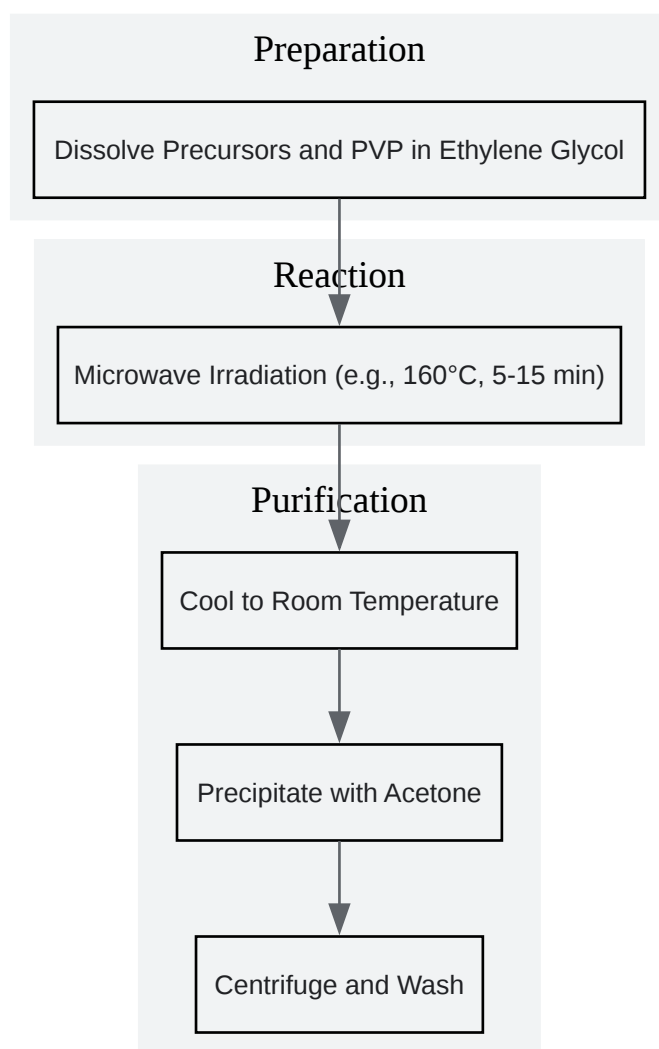 Preparation
Dissolve Precursors and PVP in Ethylene Glycol
Reaction
Microwave Irradiation (e.g., 160°C, 5-15 min)
Purification
Cool to Room Temperature
Precipitate with Acetone
Centrifuge and Wash